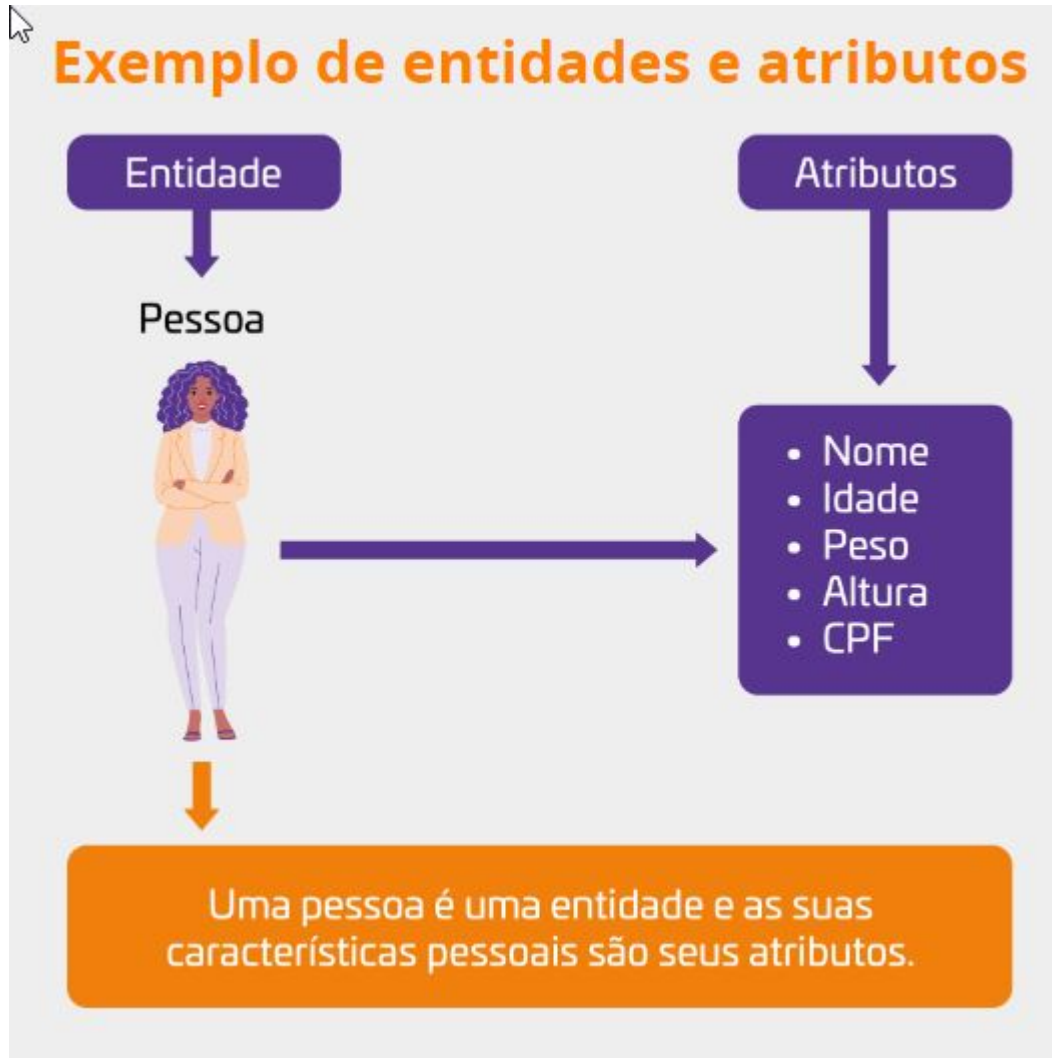 Exemplo de entidades e atributos
Entidade
Atributos
Pessoa
• Nome
• Idade
• Peso
• Altura
• CPF
Uma pessoa é uma entidade e as suas
características pessoais são seus atributos.